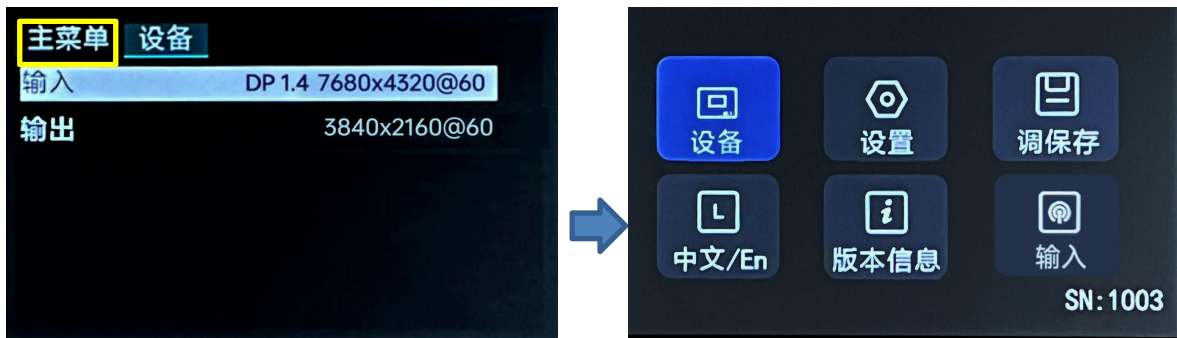 主菜单 设备
输入 DP 1.4 7680x4320@60
输出 3840x2160@60
设备 设置 调保存
中文/En 版本信息 输入
SN:1003